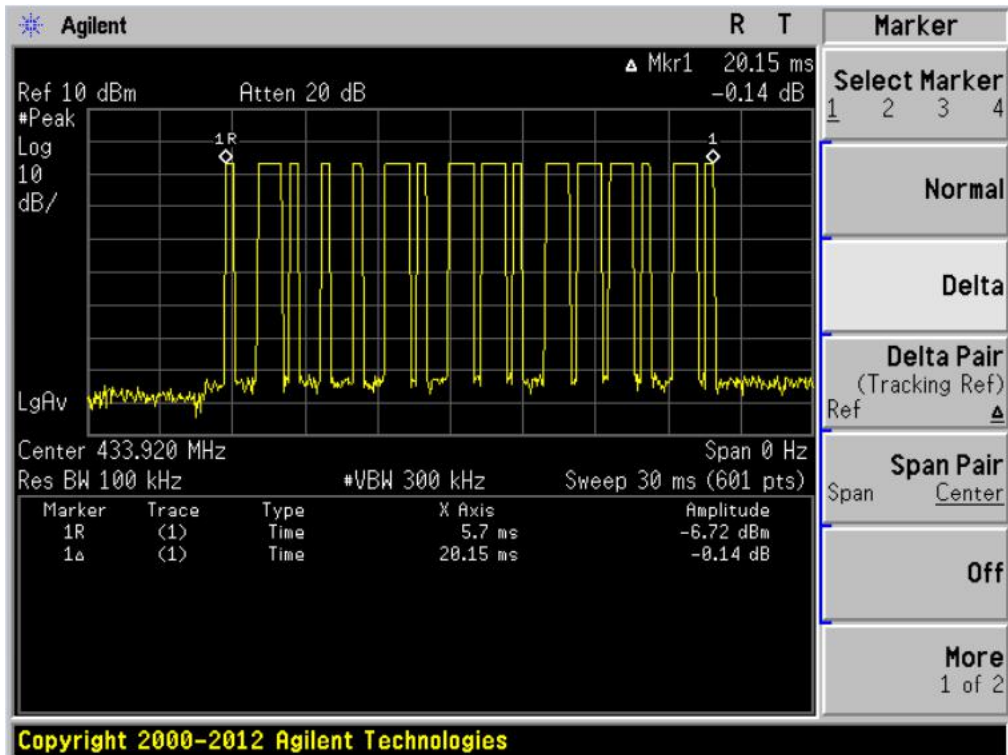 Agilent R T
Marker
Δ Mkr1 20.15 ms
Ref 10 dBm Atten 20 dB -0.14 dB
#Peak
Log
10
dB/
1R
1
LgAv
Center 433.920 MHz Span 0 Hz
Res BW 100 kHz #VBW 300 kHz Sweep 30 ms (601 pts)
Marker Trace Type X Axis Amplitude
1R (1) Time 5.7 ms -6.72 dBm
1Δ (1) Time 20.15 ms -0.14 dB
Select Marker
1 2 3 4
Normal
Delta
Delta Pair
(Tracking Ref)
Ref Δ
Span Pair
Span Center
Off
More
1 of 2
Copyright 2000-2012 Agilent Technologies